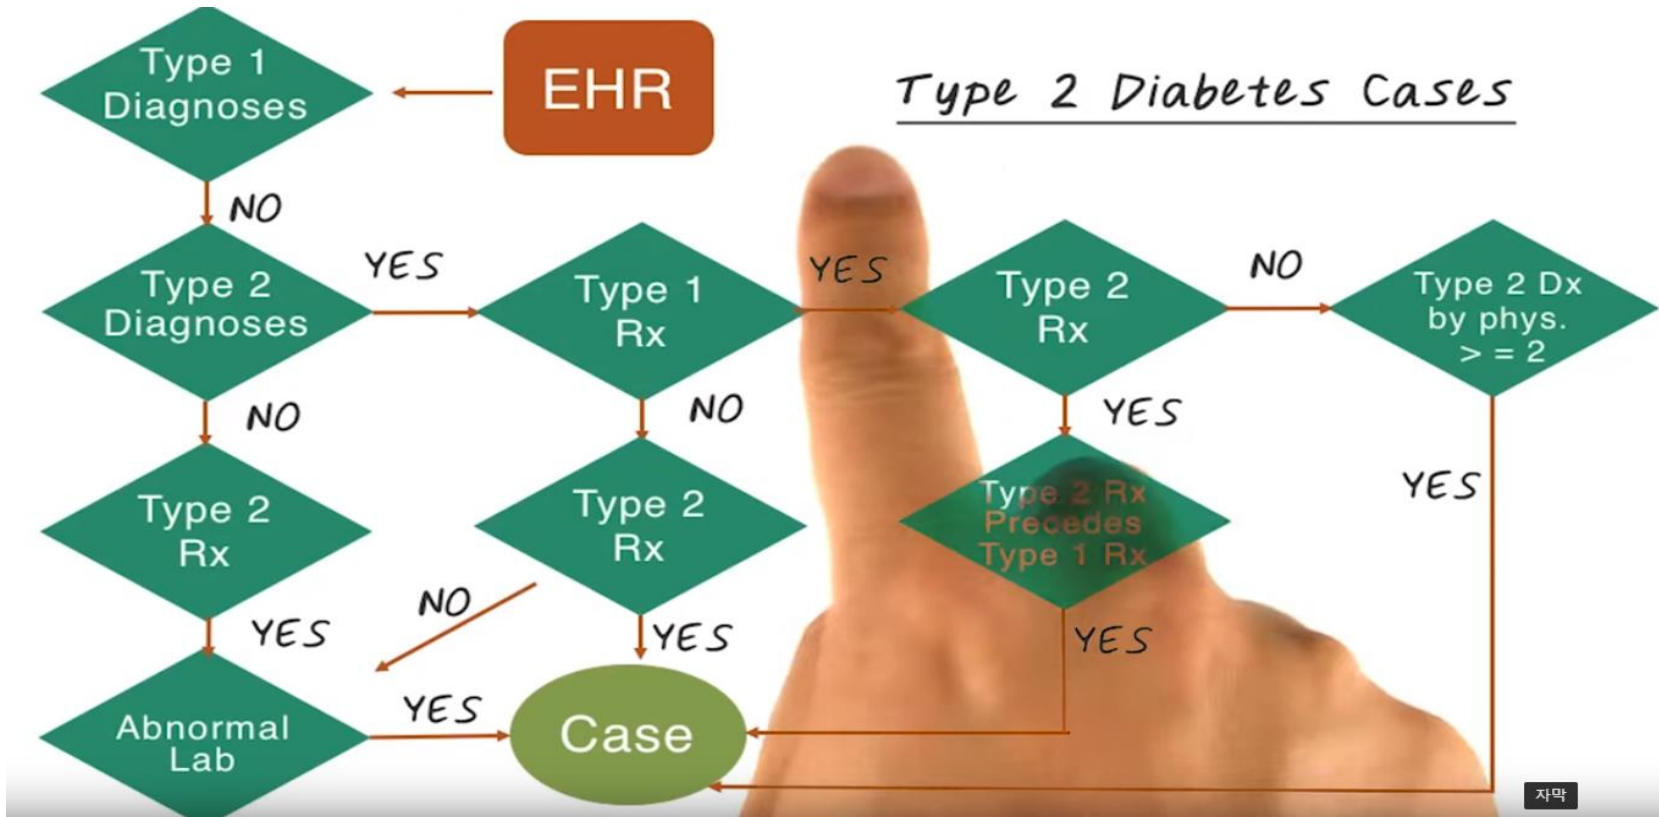 Type 1
Diagnoses
EHR
Type 2 Diabetes Cases
NO
Type 2
Diagnoses
YES
Type 1
Rx
YES
Type 2
Rx
NO
Type 2 Dx
by phys.
> = 2
NO
NO
YES
YES
Type 2
Rx
Type 2
Rx
Type 2 Rx
Precedes
Type 1 Rx
YES
NO
YES
YES
Abnormal
Lab
YES
Case
자막